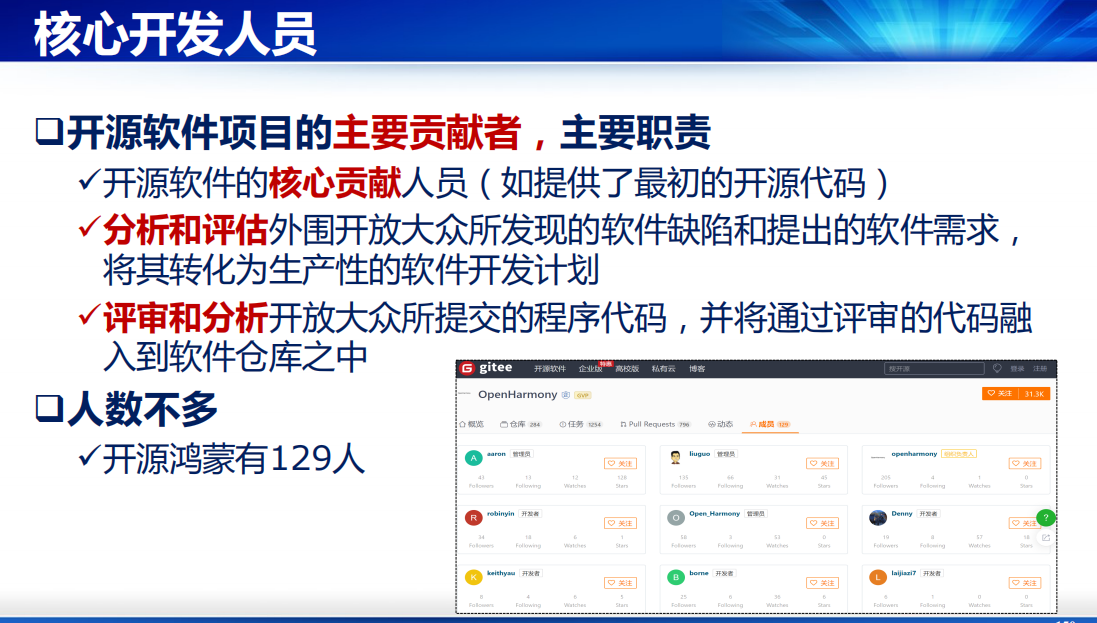 核心开发人员
❑开源软件项目的主要贡献者，主要职责
✓开源软件的核心贡献人员（如提供了最初的开源代码）
✓分析和评估外围开放大众所发现的软件缺陷和提出的软件需求，
将其转化为生产性的软件开发计划
✓评审和分析开放大众所提交的程序代码，并将通过评审的代码融
入到软件仓库之中
❑人数不多
✓开源鸿蒙有129人
G gitee 开源软件 企业版 特惠 高校版 私有云 博客 搜开源 登录 注册
OpenHarmony GVP 关注 31.3K
概览 仓库 284 任务 1254 Pull Requests 796 动态 成员 129
A aaron 管理员 关注
43 Followers 13 Following 12 Watches 128 Stars
liuguo 管理员 关注
135 Followers 66 Following 31 Watches 45 Stars
openharmony 关注
205 Followers 4 Following 1 Watches 0 Stars
R robinyin 开发者 关注
34 Followers 18 Following 6 Watches 1 Stars
O Open_Harmony 管理员 关注
58 Followers 3 Following 53 Watches 0 Stars
Denny 开发者 关注
19 Followers 8 Following 57 Watches 18 Stars
?
K keithyau 开发者 关注
8 Followers 4 Following 6 Watches 5 Stars
B borne 开发者 关注
25 Followers 6 Following 36 Watches 6 Stars
L laijiazi7 开发者 关注
6 Followers 1 Following 0 Watches 0 Stars